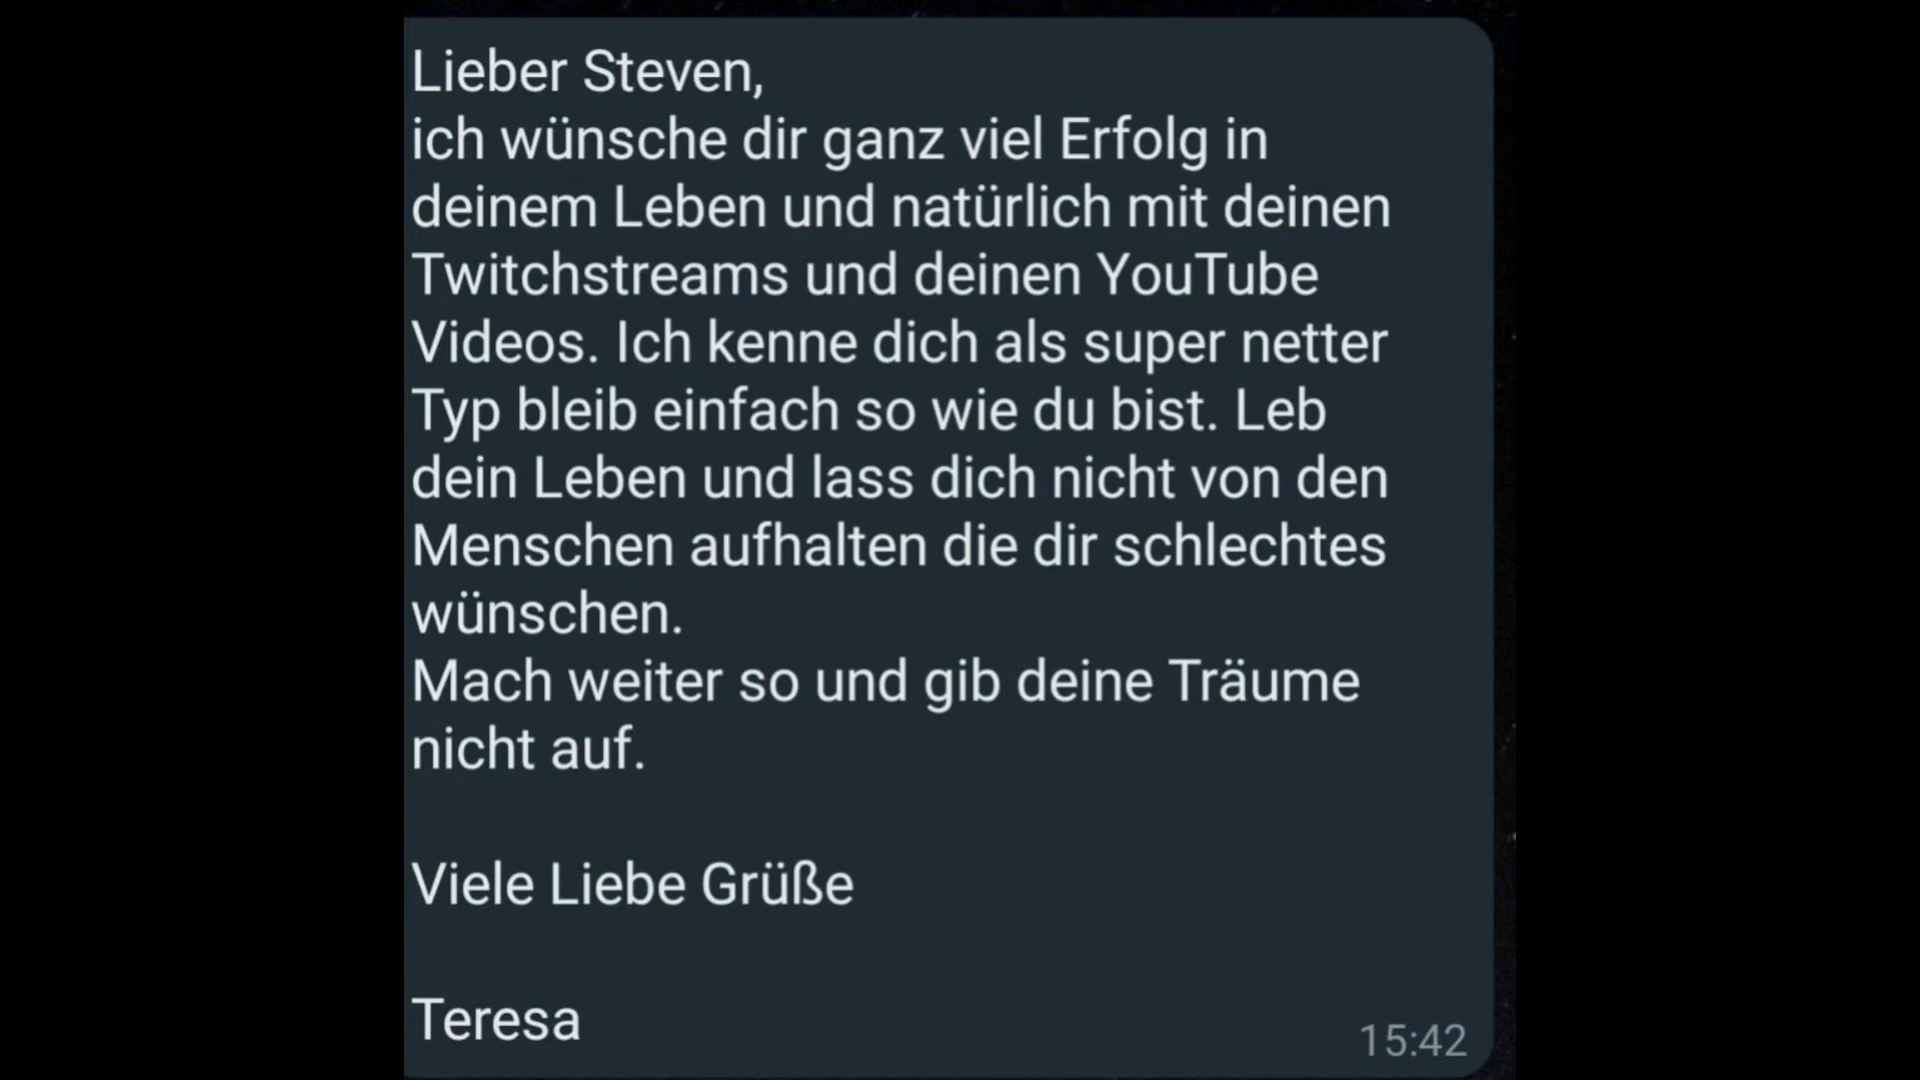 Lieber Steven,
ich wünsche dir ganz viel Erfolg in
deinem Leben und natürlich mit deinen
Twitchstreams und deinen YouTube
Videos. Ich kenne dich als super netter
Typ bleib einfach so wie du bist. Leb
dein Leben und lass dich nicht von den
Menschen aufhalten die dir schlechtes
wünschen.
Mach weiter so und gib deine Träume
nicht auf.
Viele Liebe Grüße
Teresa
15:42